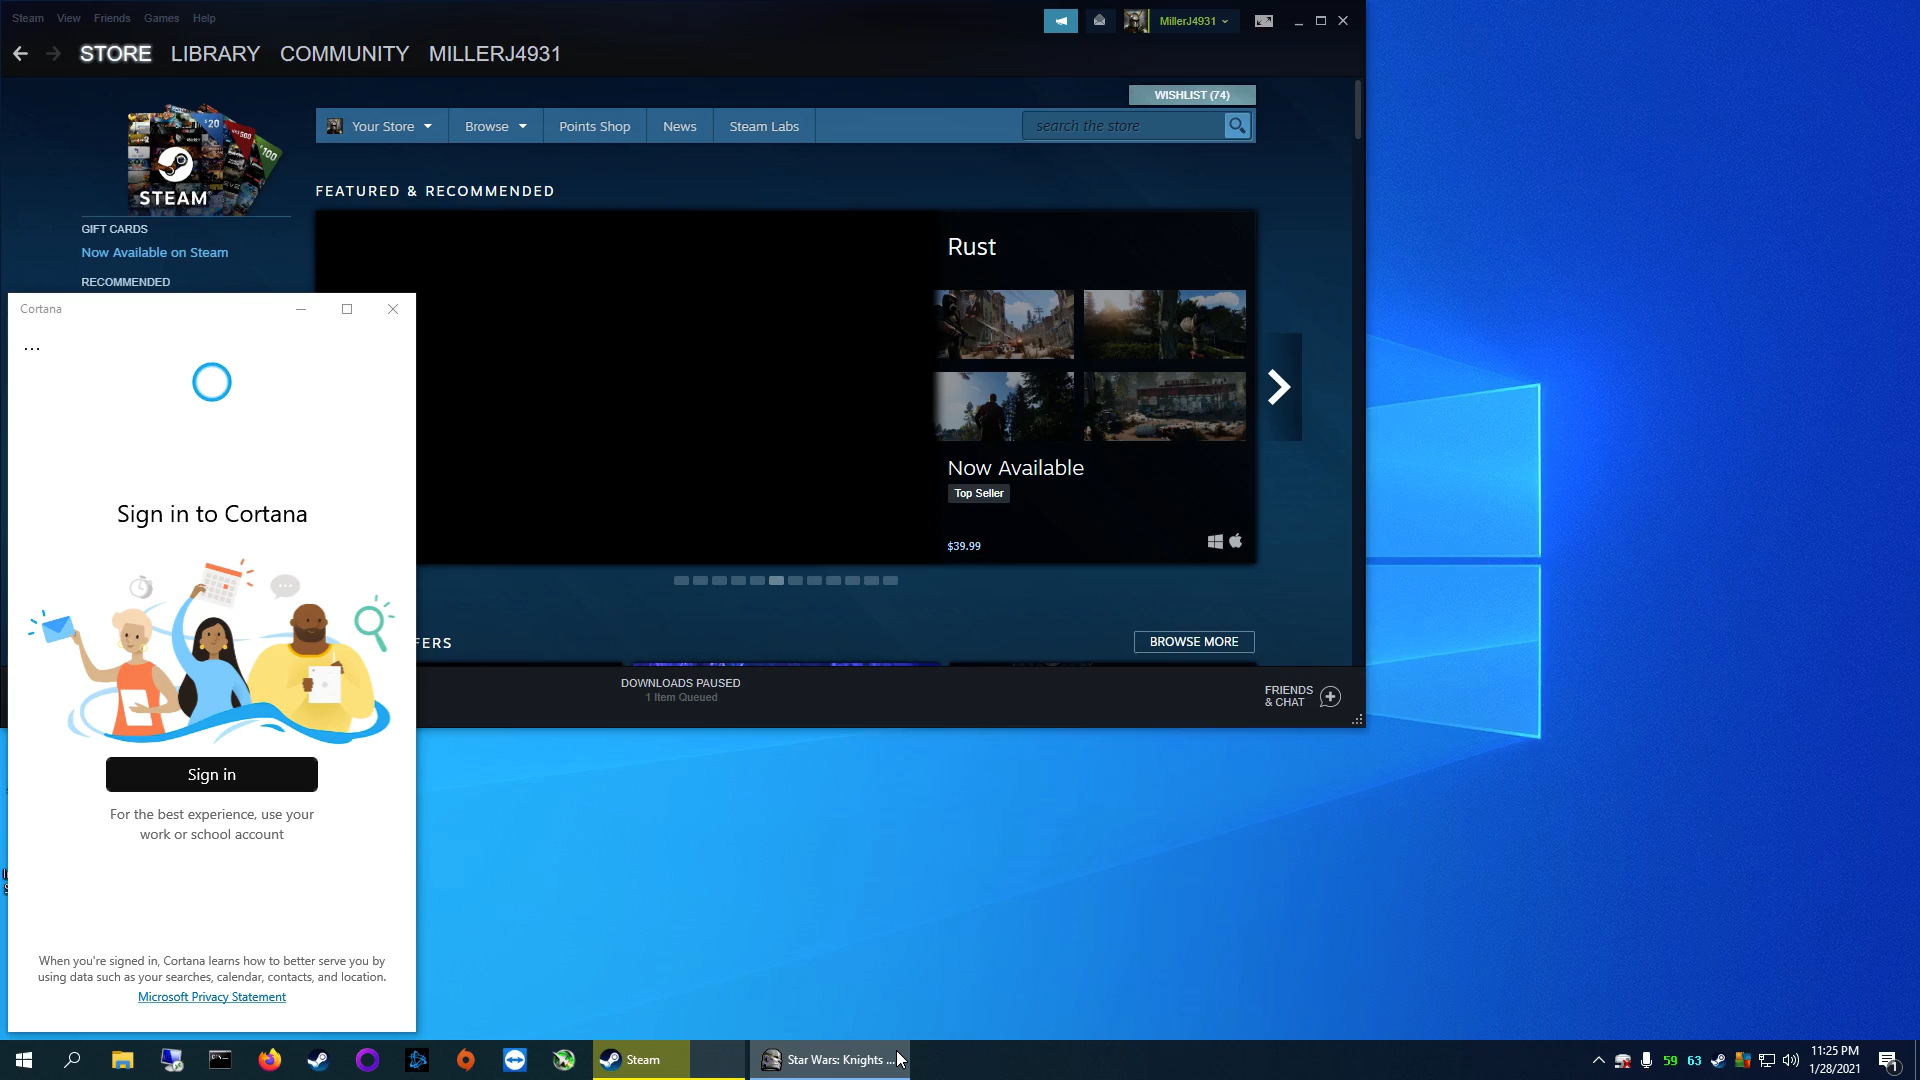 Steam View Friends Games Help
MillerJ4931
STORE LIBRARY COMMUNITY MILLERJ4931
WISHLIST (74)
Your Store Browse Points Shop News Steam Labs
search the store
$20
$500
$100
STEAM
FEATURED & RECOMMENDED
GIFT CARDS
Now Available on Steam
RECOMMENDED
Rust
Now Available
Top Seller
$39.99
FERS
BROWSE MORE
DOWNLOADS PAUSED
1 Item Queued
FRIENDS
& CHAT
Cortana
...
Sign in to Cortana
Sign in
For the best experience, use your
work or school account
When you're signed in, Cortana learns how to better serve you by
using data such as your searches, calendar, contacts, and location.
Microsoft Privacy Statement
Steam
Star Wars: Knights ...
59 63
11:25 PM
1/28/2021
1